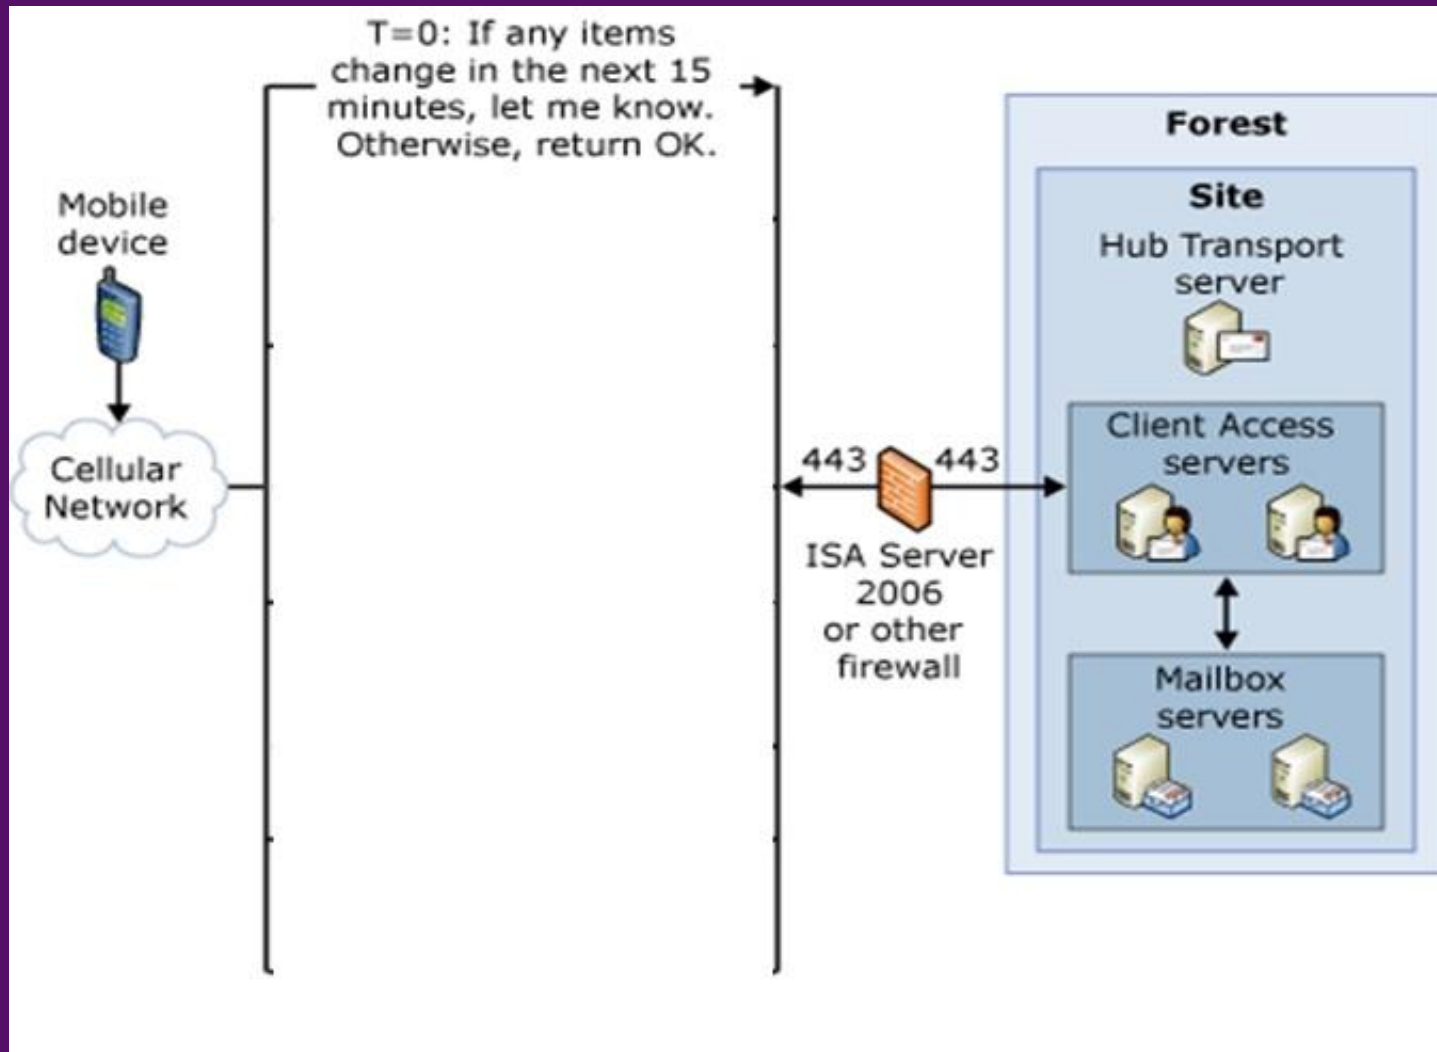 T=0: If any items
change in the next 15
minutes, let me know.
Otherwise, return OK.
Mobile
device
Cellular
Network
443
443
ISA Server
2006
or other
firewall
Forest
Site
Hub Transport
server
Client Access
servers
Mailbox
servers